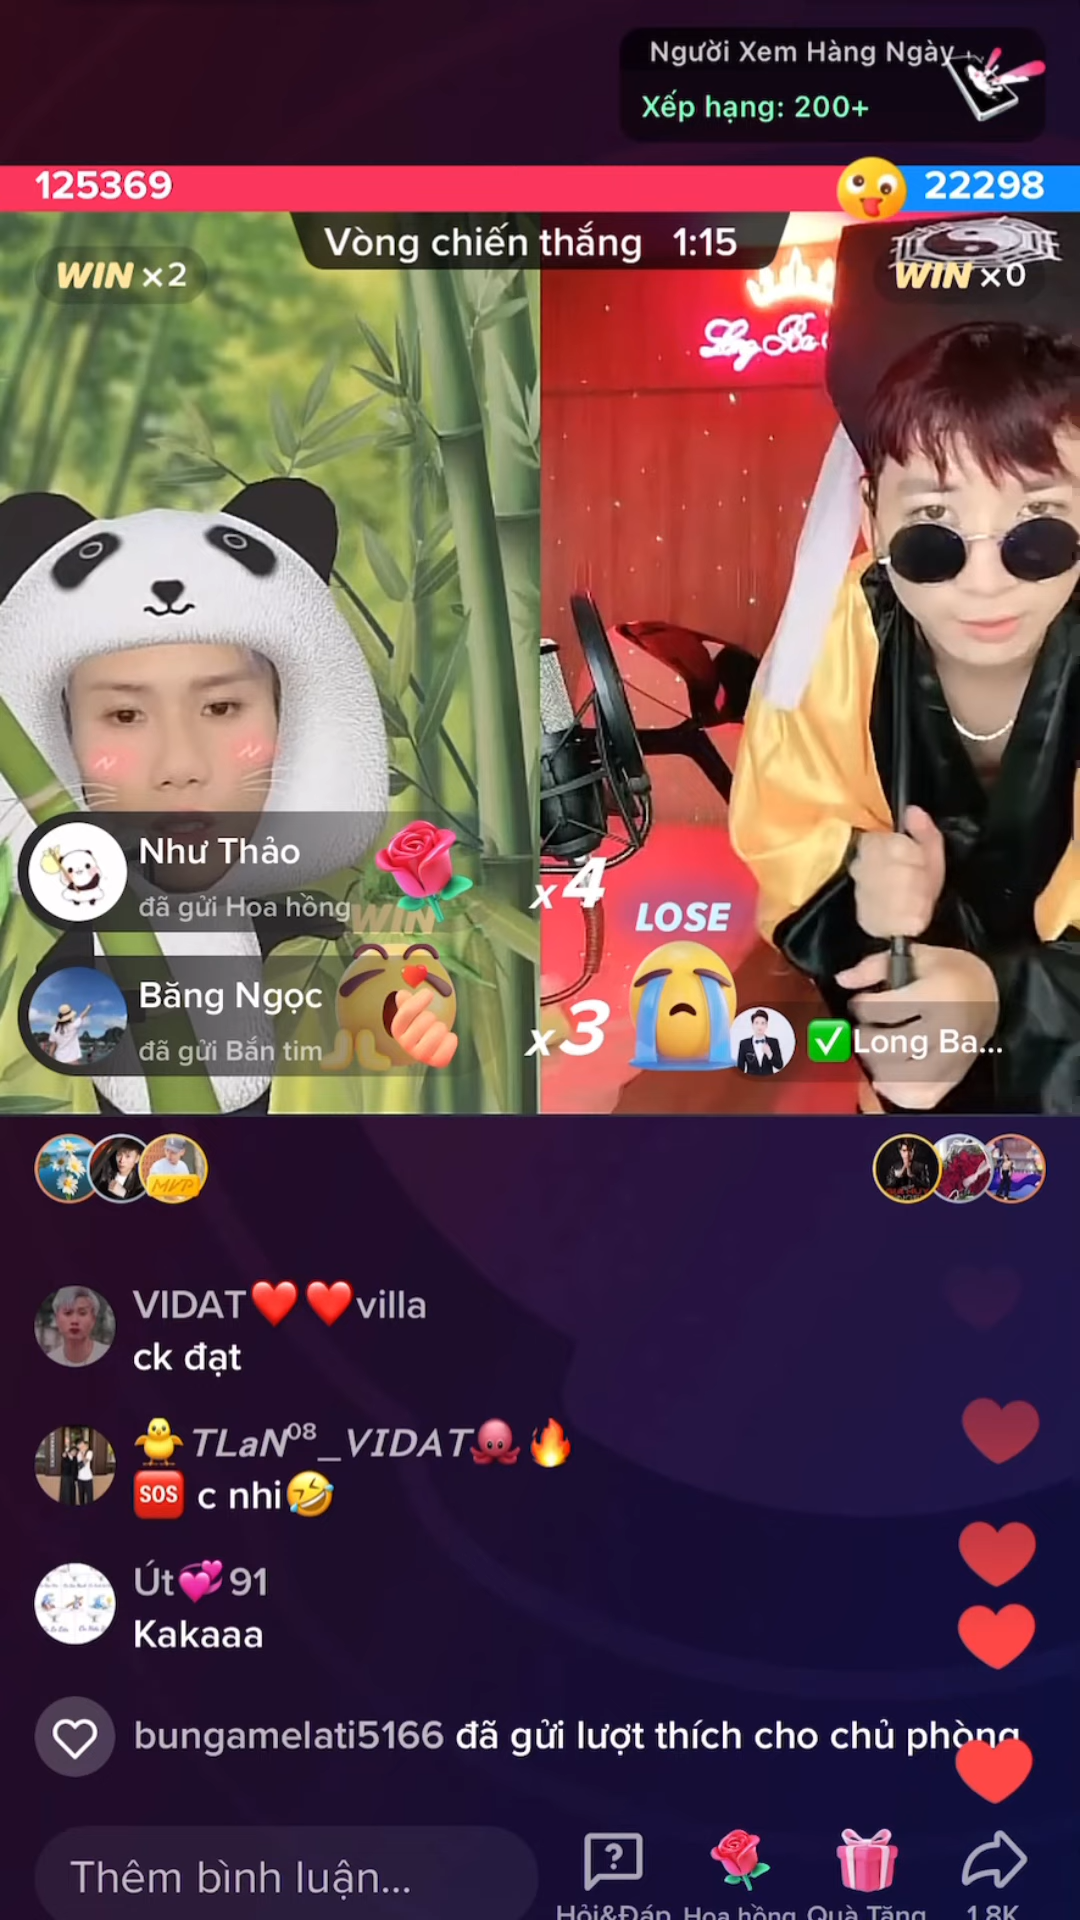 Người Xem Hàng Ngày
Xếp hạng: 200+
125369
22298
Vòng chiến thắng 1:15
WIN x2
WIN x0
Như Thảo
đã gửi Hoa hồng
x4
WIN
LOSE
Băng Ngọc
đã gửi Bắn tim
x3
✅Long Ba...
MVP
VIDAT❤️❤️villa
ck đạt
🐥TLaN⁰⁸_VIDAT🐙🔥
🆘 c nhi🤣
Út💞91
Kakaaa
bungamelati5166 đã gửi lượt thích cho chủ phòng
Thêm bình luận...
Hỏi&Đáp
Hoa hồng
Quà Tặng
1.8K